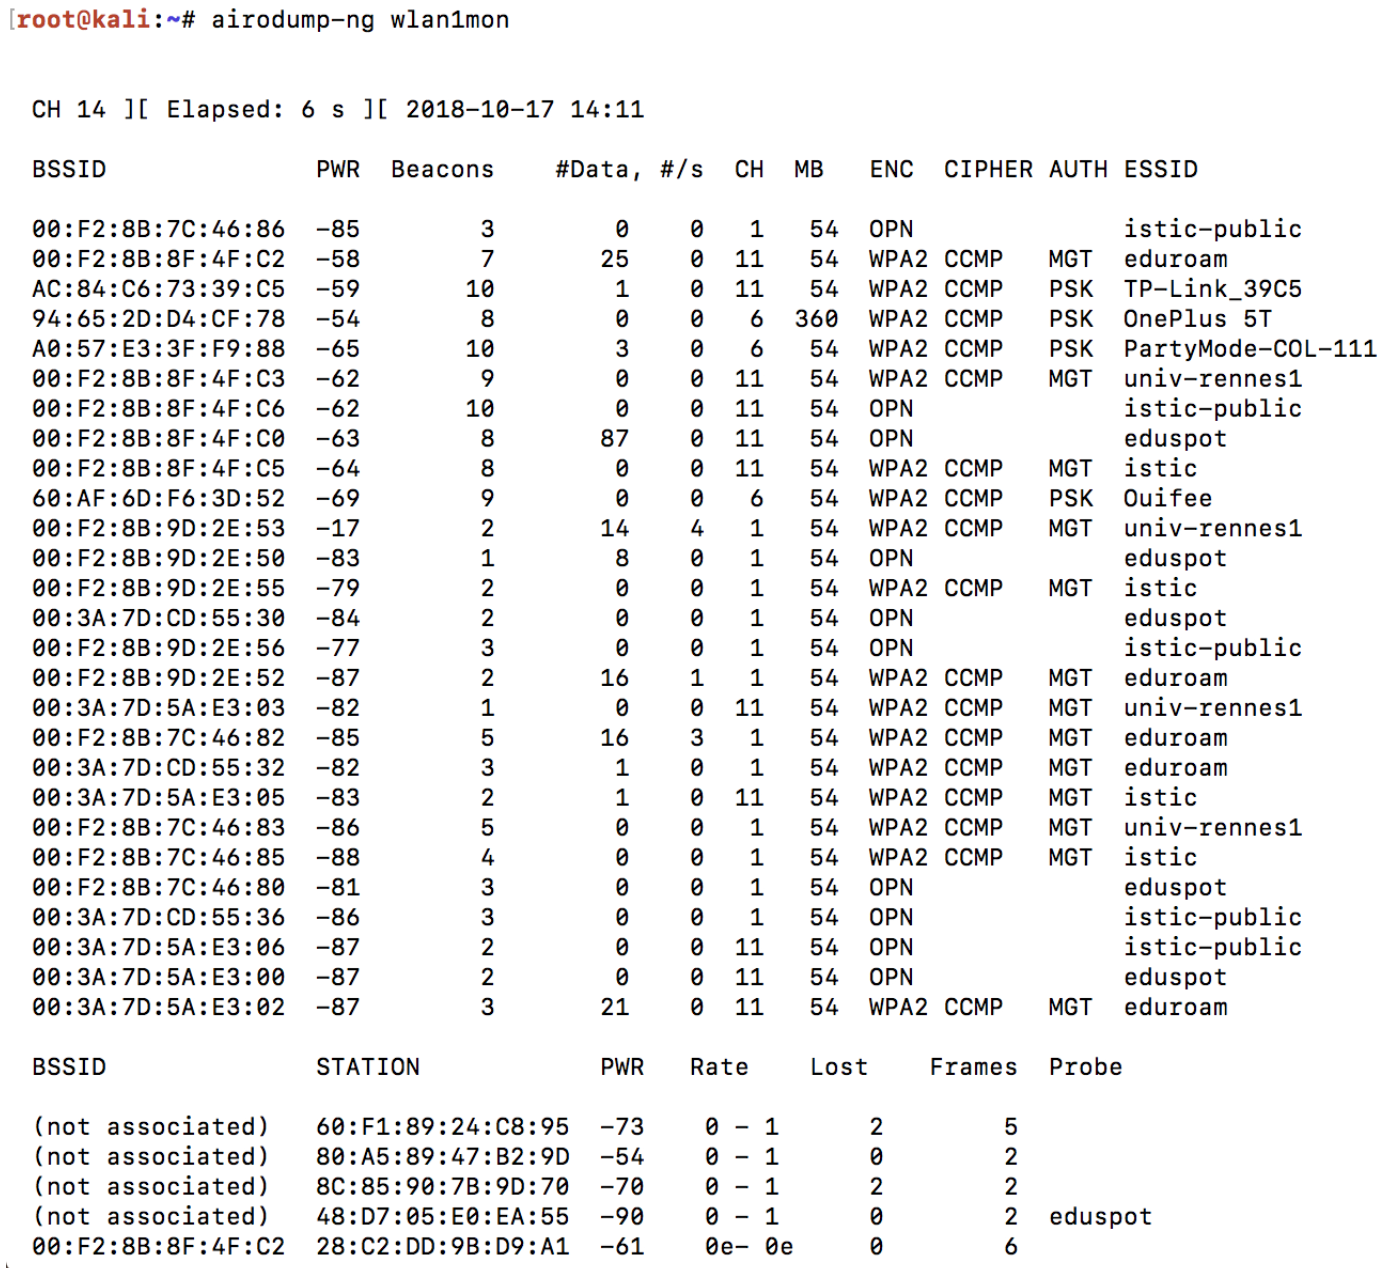 [root@kali:~# airodump-ng wlan1mon
CH 14 ][ Elapsed: 6 s ][ 2018-10-17 14:11
BSSID PWR Beacons #Data, #/s CH MB ENC CIPHER AUTH ESSID
00:F2:8B:7C:46:86 -85 3 0 0 1 54 OPN istic-public
00:F2:8B:8F:4F:C2 -58 7 25 0 11 54 WPA2 CCMP MGT eduroam
AC:84:C6:73:39:C5 -59 10 1 0 11 54 WPA2 CCMP PSK TP-Link_39C5
94:65:2D:D4:CF:78 -54 8 0 0 6 360 WPA2 CCMP PSK OnePlus 5T
A0:57:E3:3F:F9:88 -65 10 3 0 6 54 WPA2 CCMP PSK PartyMode-COL-111
00:F2:8B:8F:4F:C3 -62 9 0 0 11 54 WPA2 CCMP MGT univ-rennes1
00:F2:8B:8F:4F:C6 -62 10 0 0 11 54 OPN istic-public
00:F2:8B:8F:4F:C0 -63 8 87 0 11 54 OPN eduspot
00:F2:8B:8F:4F:C5 -64 8 0 0 11 54 WPA2 CCMP MGT istic
60:AF:6D:F6:3D:52 -69 9 0 0 6 54 WPA2 CCMP PSK Ouifee
00:F2:8B:9D:2E:53 -17 2 14 4 1 54 WPA2 CCMP MGT univ-rennes1
00:F2:8B:9D:2E:50 -83 1 8 0 1 54 OPN eduspot
00:F2:8B:9D:2E:55 -79 2 0 0 1 54 WPA2 CCMP MGT istic
00:3A:7D:CD:55:30 -84 2 0 0 1 54 OPN eduspot
00:F2:8B:9D:2E:56 -77 3 0 0 1 54 OPN istic-public
00:F2:8B:9D:2E:52 -87 2 16 1 1 54 WPA2 CCMP MGT eduroam
00:3A:7D:5A:E3:03 -82 1 0 0 11 54 WPA2 CCMP MGT univ-rennes1
00:F2:8B:7C:46:82 -85 5 16 3 1 54 WPA2 CCMP MGT eduroam
00:3A:7D:CD:55:32 -82 3 1 0 1 54 WPA2 CCMP MGT eduroam
00:3A:7D:5A:E3:05 -83 2 1 0 11 54 WPA2 CCMP MGT istic
00:F2:8B:7C:46:83 -86 5 0 0 1 54 WPA2 CCMP MGT univ-rennes1
00:F2:8B:7C:46:85 -88 4 0 0 1 54 WPA2 CCMP MGT istic
00:F2:8B:7C:46:80 -81 3 0 0 1 54 OPN eduspot
00:3A:7D:CD:55:36 -86 3 0 0 1 54 OPN istic-public
00:3A:7D:5A:E3:06 -87 2 0 0 11 54 OPN istic-public
00:3A:7D:5A:E3:00 -87 2 0 0 11 54 OPN eduspot
00:3A:7D:5A:E3:02 -87 3 21 0 11 54 WPA2 CCMP MGT eduroam
BSSID STATION PWR Rate Lost Frames Probe
(not associated) 60:F1:89:24:C8:95 -73 0 - 1 2 5
(not associated) 80:A5:89:47:B2:9D -54 0 - 1 0 2
(not associated) 8C:85:90:7B:9D:70 -70 0 - 1 2 2
(not associated) 48:D7:05:E0:EA:55 -90 0 - 1 0 2 eduspot
00:F2:8B:8F:4F:C2 28:C2:DD:9B:D9:A1 -61 0e- 0e 0 6